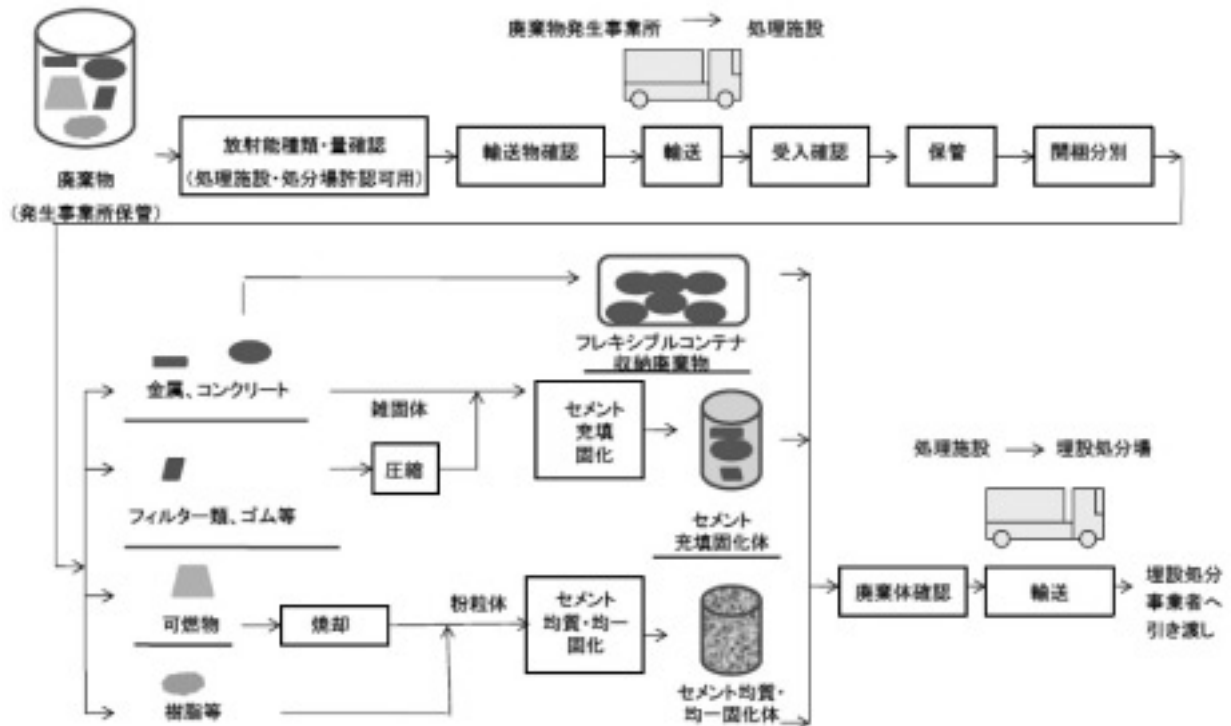 廃棄物発生事業所 → 処理施設
廃棄物
(発生事業所保管)
放射能種類・量確認
(処理施設・処分場許認可用)
輸送物確認
輸送
受入確認
保管
開梱分別
フレキシブルコンテナ
収納廃棄物
金属、コンクリート
雑固体
セメント
充填
固化
圧縮
フィルター類、ゴム等
セメント
充填固化体
処理施設 → 埋設処分場
可燃物
焼却
粉粒体
セメント
均質・均一
固化
樹脂等
セメント均質・
均一固化体
廃棄体確認
輸送
埋設処分
事業者へ
引き渡し